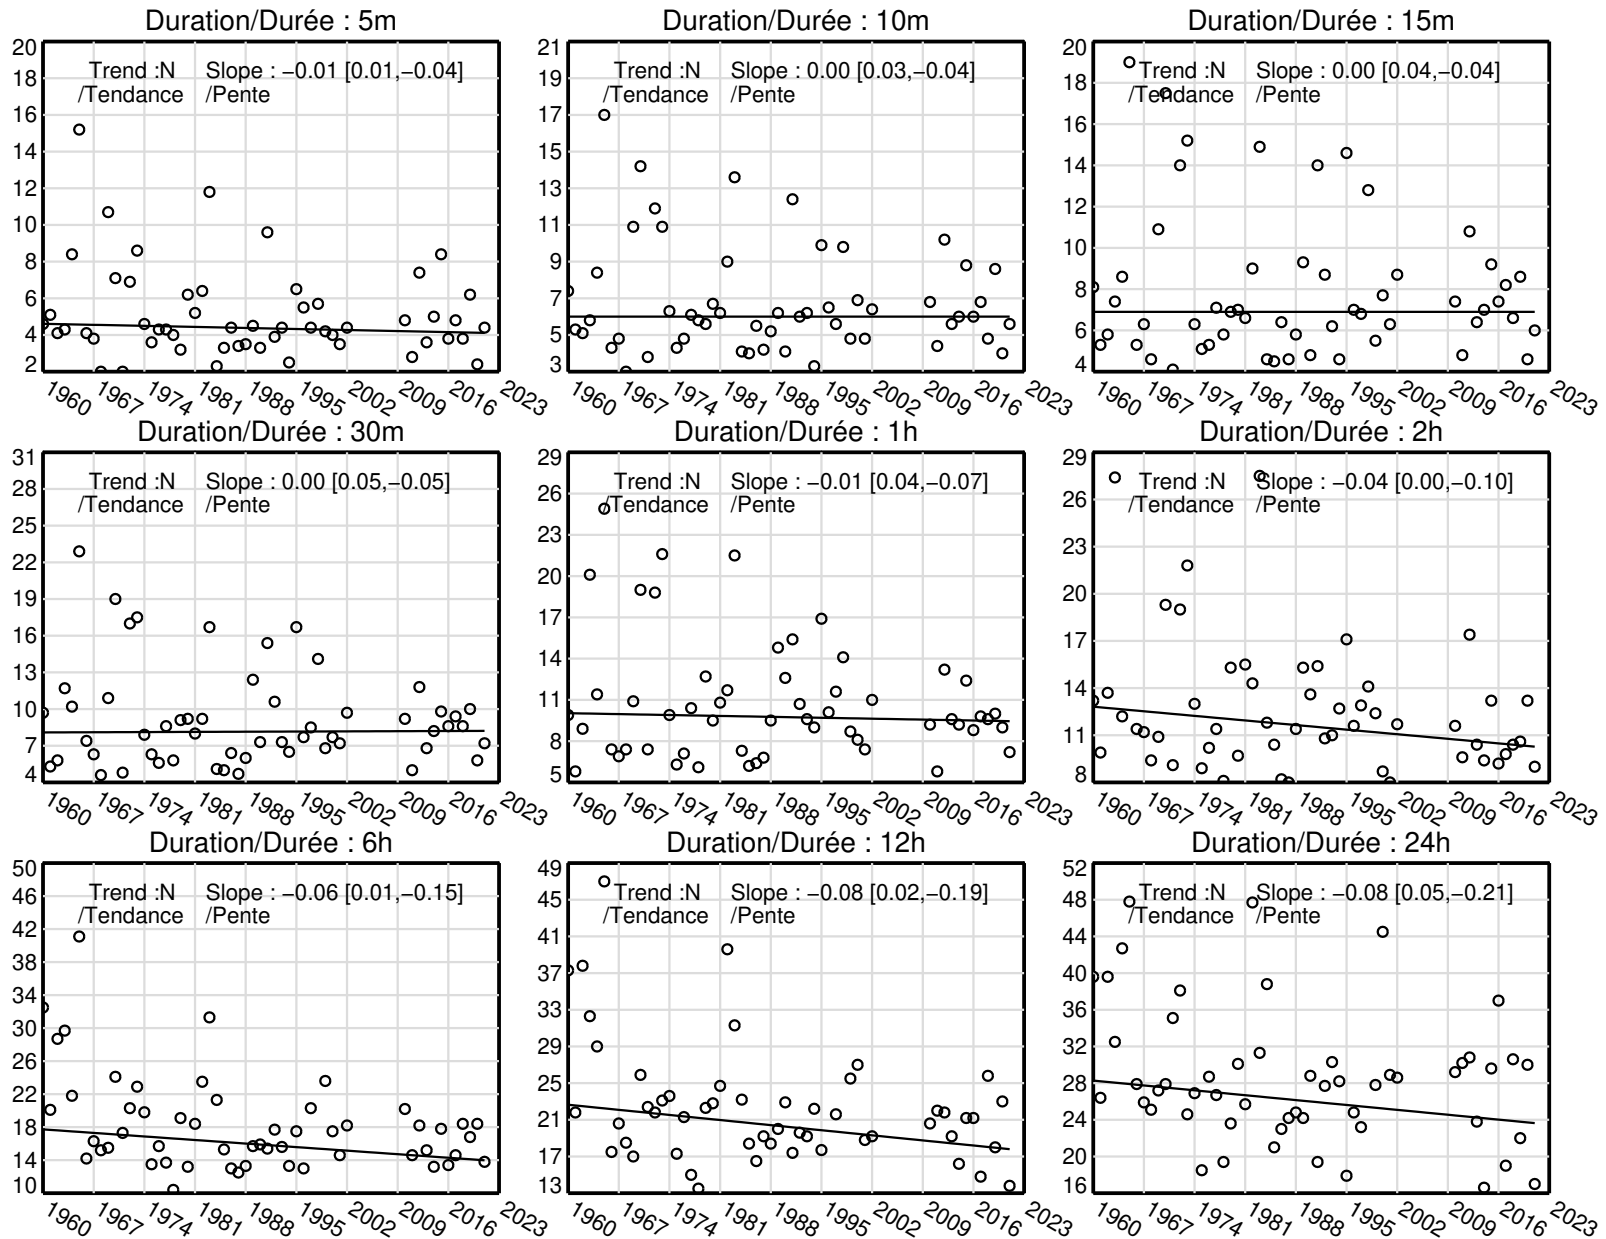 Duration/Durée : 5m
Trend :N Slope : −0.01 [0.01,−0.04]
/Tendance /Pente
20
18
16
14
12
10
8
6
4
2
1960 1967 1974 1981 1988 1995 2002 2009 2016 2023
Duration/Durée : 10m
Trend :N Slope : 0.00 [0.03,−0.04]
/Tendance /Pente
21
19
17
15
13
11
9
7
5
3
1960 1967 1974 1981 1988 1995 2002 2009 2016 2023
Duration/Durée : 15m
Trend :N Slope : 0.00 [0.04,−0.04]
/Tendance /Pente
20
18
16
14
12
10
8
6
4
1960 1967 1974 1981 1988 1995 2002 2009 2016 2023
Duration/Durée : 30m
Trend :N Slope : 0.00 [0.05,−0.05]
/Tendance /Pente
31
28
25
22
19
16
13
10
7
4
1960 1967 1974 1981 1988 1995 2002 2009 2016 2023
Duration/Durée : 1h
Trend :N Slope : −0.01 [0.04,−0.07]
/Tendance /Pente
29
26
23
20
17
14
11
8
5
1960 1967 1974 1981 1988 1995 2002 2009 2016 2023
Duration/Durée : 2h
Trend :N Slope : −0.04 [0.00,−0.10]
/Tendance /Pente
29
26
23
20
17
14
11
8
1960 1967 1974 1981 1988 1995 2002 2009 2016 2023
Duration/Durée : 6h
Trend :N Slope : −0.06 [0.01,−0.15]
/Tendance /Pente
50
46
42
38
34
30
26
22
18
14
10
1960 1967 1974 1981 1988 1995 2002 2009 2016 2023
Duration/Durée : 12h
Trend :N Slope : −0.08 [0.02,−0.19]
/Tendance /Pente
49
45
41
37
33
29
25
21
17
13
1960 1967 1974 1981 1988 1995 2002 2009 2016 2023
Duration/Durée : 24h
Trend :N Slope : −0.08 [0.05,−0.21]
/Tendance /Pente
52
48
44
40
36
32
28
24
20
16
1960 1967 1974 1981 1988 1995 2002 2009 2016 2023